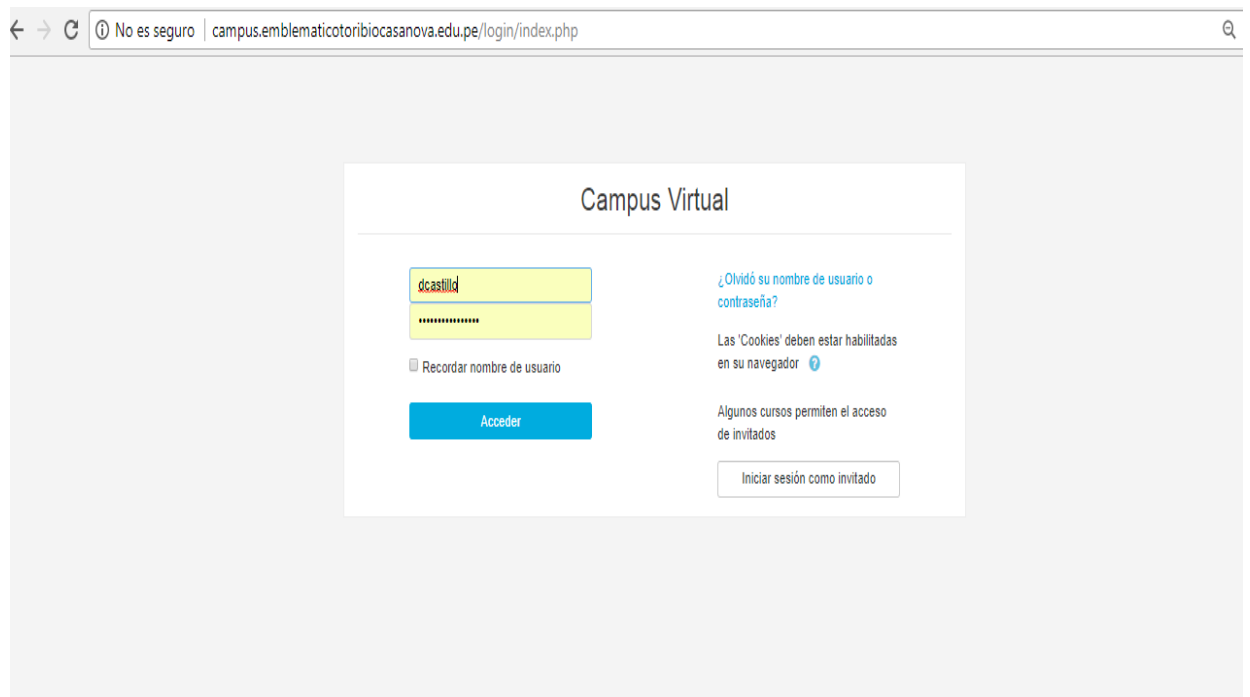 No es seguro | campus.emblematicotoribiocasanova.edu.pe/login/index.php
Campus Virtual
dcastillo
••••••••••••••••
Recordar nombre de usuario
Acceder
¿Olvidó su nombre de usuario o
contraseña?
Las 'Cookies' deben estar habilitadas
en su navegador ?
Algunos cursos permiten el acceso
de invitados
Iniciar sesión como invitado